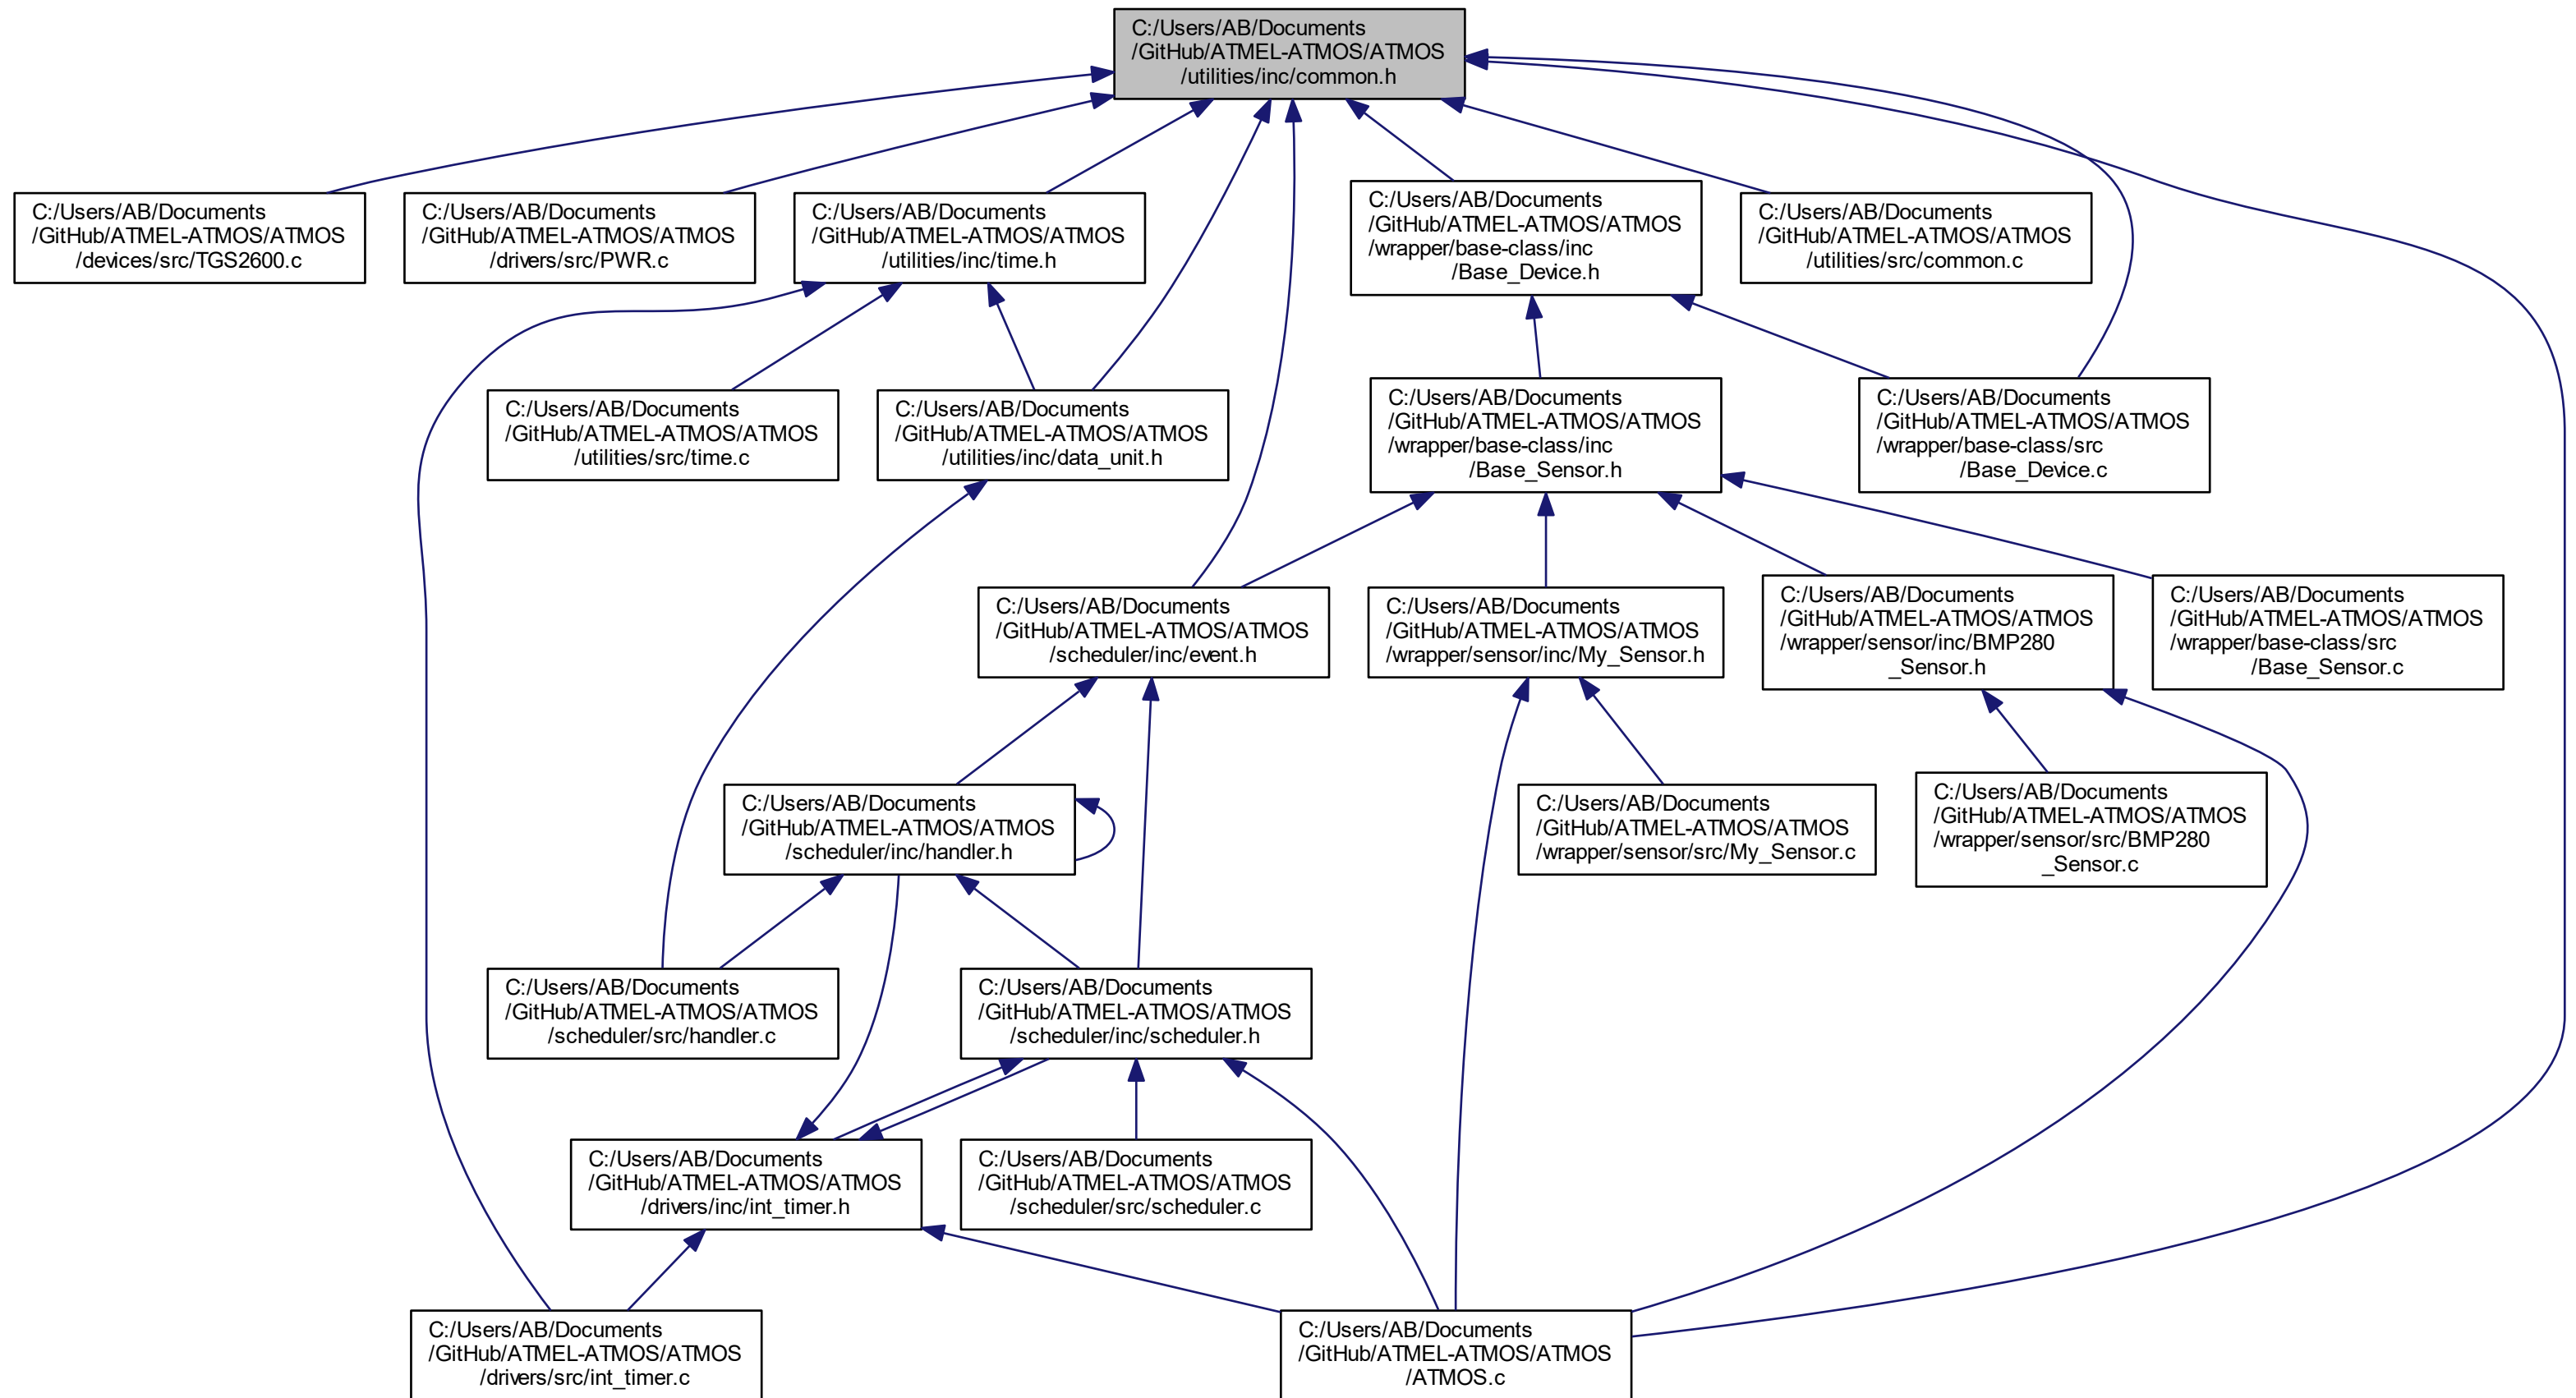 C:/Users/AB/Documents
/GitHub/ATMEL-ATMOS/ATMOS
/utilities/inc/common.h
C:/Users/AB/Documents
/GitHub/ATMEL-ATMOS/ATMOS
/devices/src/TGS2600.c
C:/Users/AB/Documents
/GitHub/ATMEL-ATMOS/ATMOS
/drivers/src/PWR.c
C:/Users/AB/Documents
/GitHub/ATMEL-ATMOS/ATMOS
/utilities/inc/time.h
C:/Users/AB/Documents
/GitHub/ATMEL-ATMOS/ATMOS
/wrapper/base-class/inc
/Base_Device.h
C:/Users/AB/Documents
/GitHub/ATMEL-ATMOS/ATMOS
/utilities/src/common.c
C:/Users/AB/Documents
/GitHub/ATMEL-ATMOS/ATMOS
/utilities/src/time.c
C:/Users/AB/Documents
/GitHub/ATMEL-ATMOS/ATMOS
/utilities/inc/data_unit.h
C:/Users/AB/Documents
/GitHub/ATMEL-ATMOS/ATMOS
/wrapper/base-class/inc
/Base_Sensor.h
C:/Users/AB/Documents
/GitHub/ATMEL-ATMOS/ATMOS
/wrapper/base-class/src
/Base_Device.c
C:/Users/AB/Documents
/GitHub/ATMEL-ATMOS/ATMOS
/scheduler/inc/event.h
C:/Users/AB/Documents
/GitHub/ATMEL-ATMOS/ATMOS
/wrapper/sensor/inc/My_Sensor.h
C:/Users/AB/Documents
/GitHub/ATMEL-ATMOS/ATMOS
/wrapper/sensor/inc/BMP280
_Sensor.h
C:/Users/AB/Documents
/GitHub/ATMEL-ATMOS/ATMOS
/wrapper/base-class/src
/Base_Sensor.c
C:/Users/AB/Documents
/GitHub/ATMEL-ATMOS/ATMOS
/scheduler/inc/handler.h
C:/Users/AB/Documents
/GitHub/ATMEL-ATMOS/ATMOS
/wrapper/sensor/src/My_Sensor.c
C:/Users/AB/Documents
/GitHub/ATMEL-ATMOS/ATMOS
/wrapper/sensor/src/BMP280
_Sensor.c
C:/Users/AB/Documents
/GitHub/ATMEL-ATMOS/ATMOS
/scheduler/src/handler.c
C:/Users/AB/Documents
/GitHub/ATMEL-ATMOS/ATMOS
/scheduler/inc/scheduler.h
C:/Users/AB/Documents
/GitHub/ATMEL-ATMOS/ATMOS
/drivers/inc/int_timer.h
C:/Users/AB/Documents
/GitHub/ATMEL-ATMOS/ATMOS
/scheduler/src/scheduler.c
C:/Users/AB/Documents
/GitHub/ATMEL-ATMOS/ATMOS
/drivers/src/int_timer.c
C:/Users/AB/Documents
/GitHub/ATMEL-ATMOS/ATMOS
/ATMOS.c